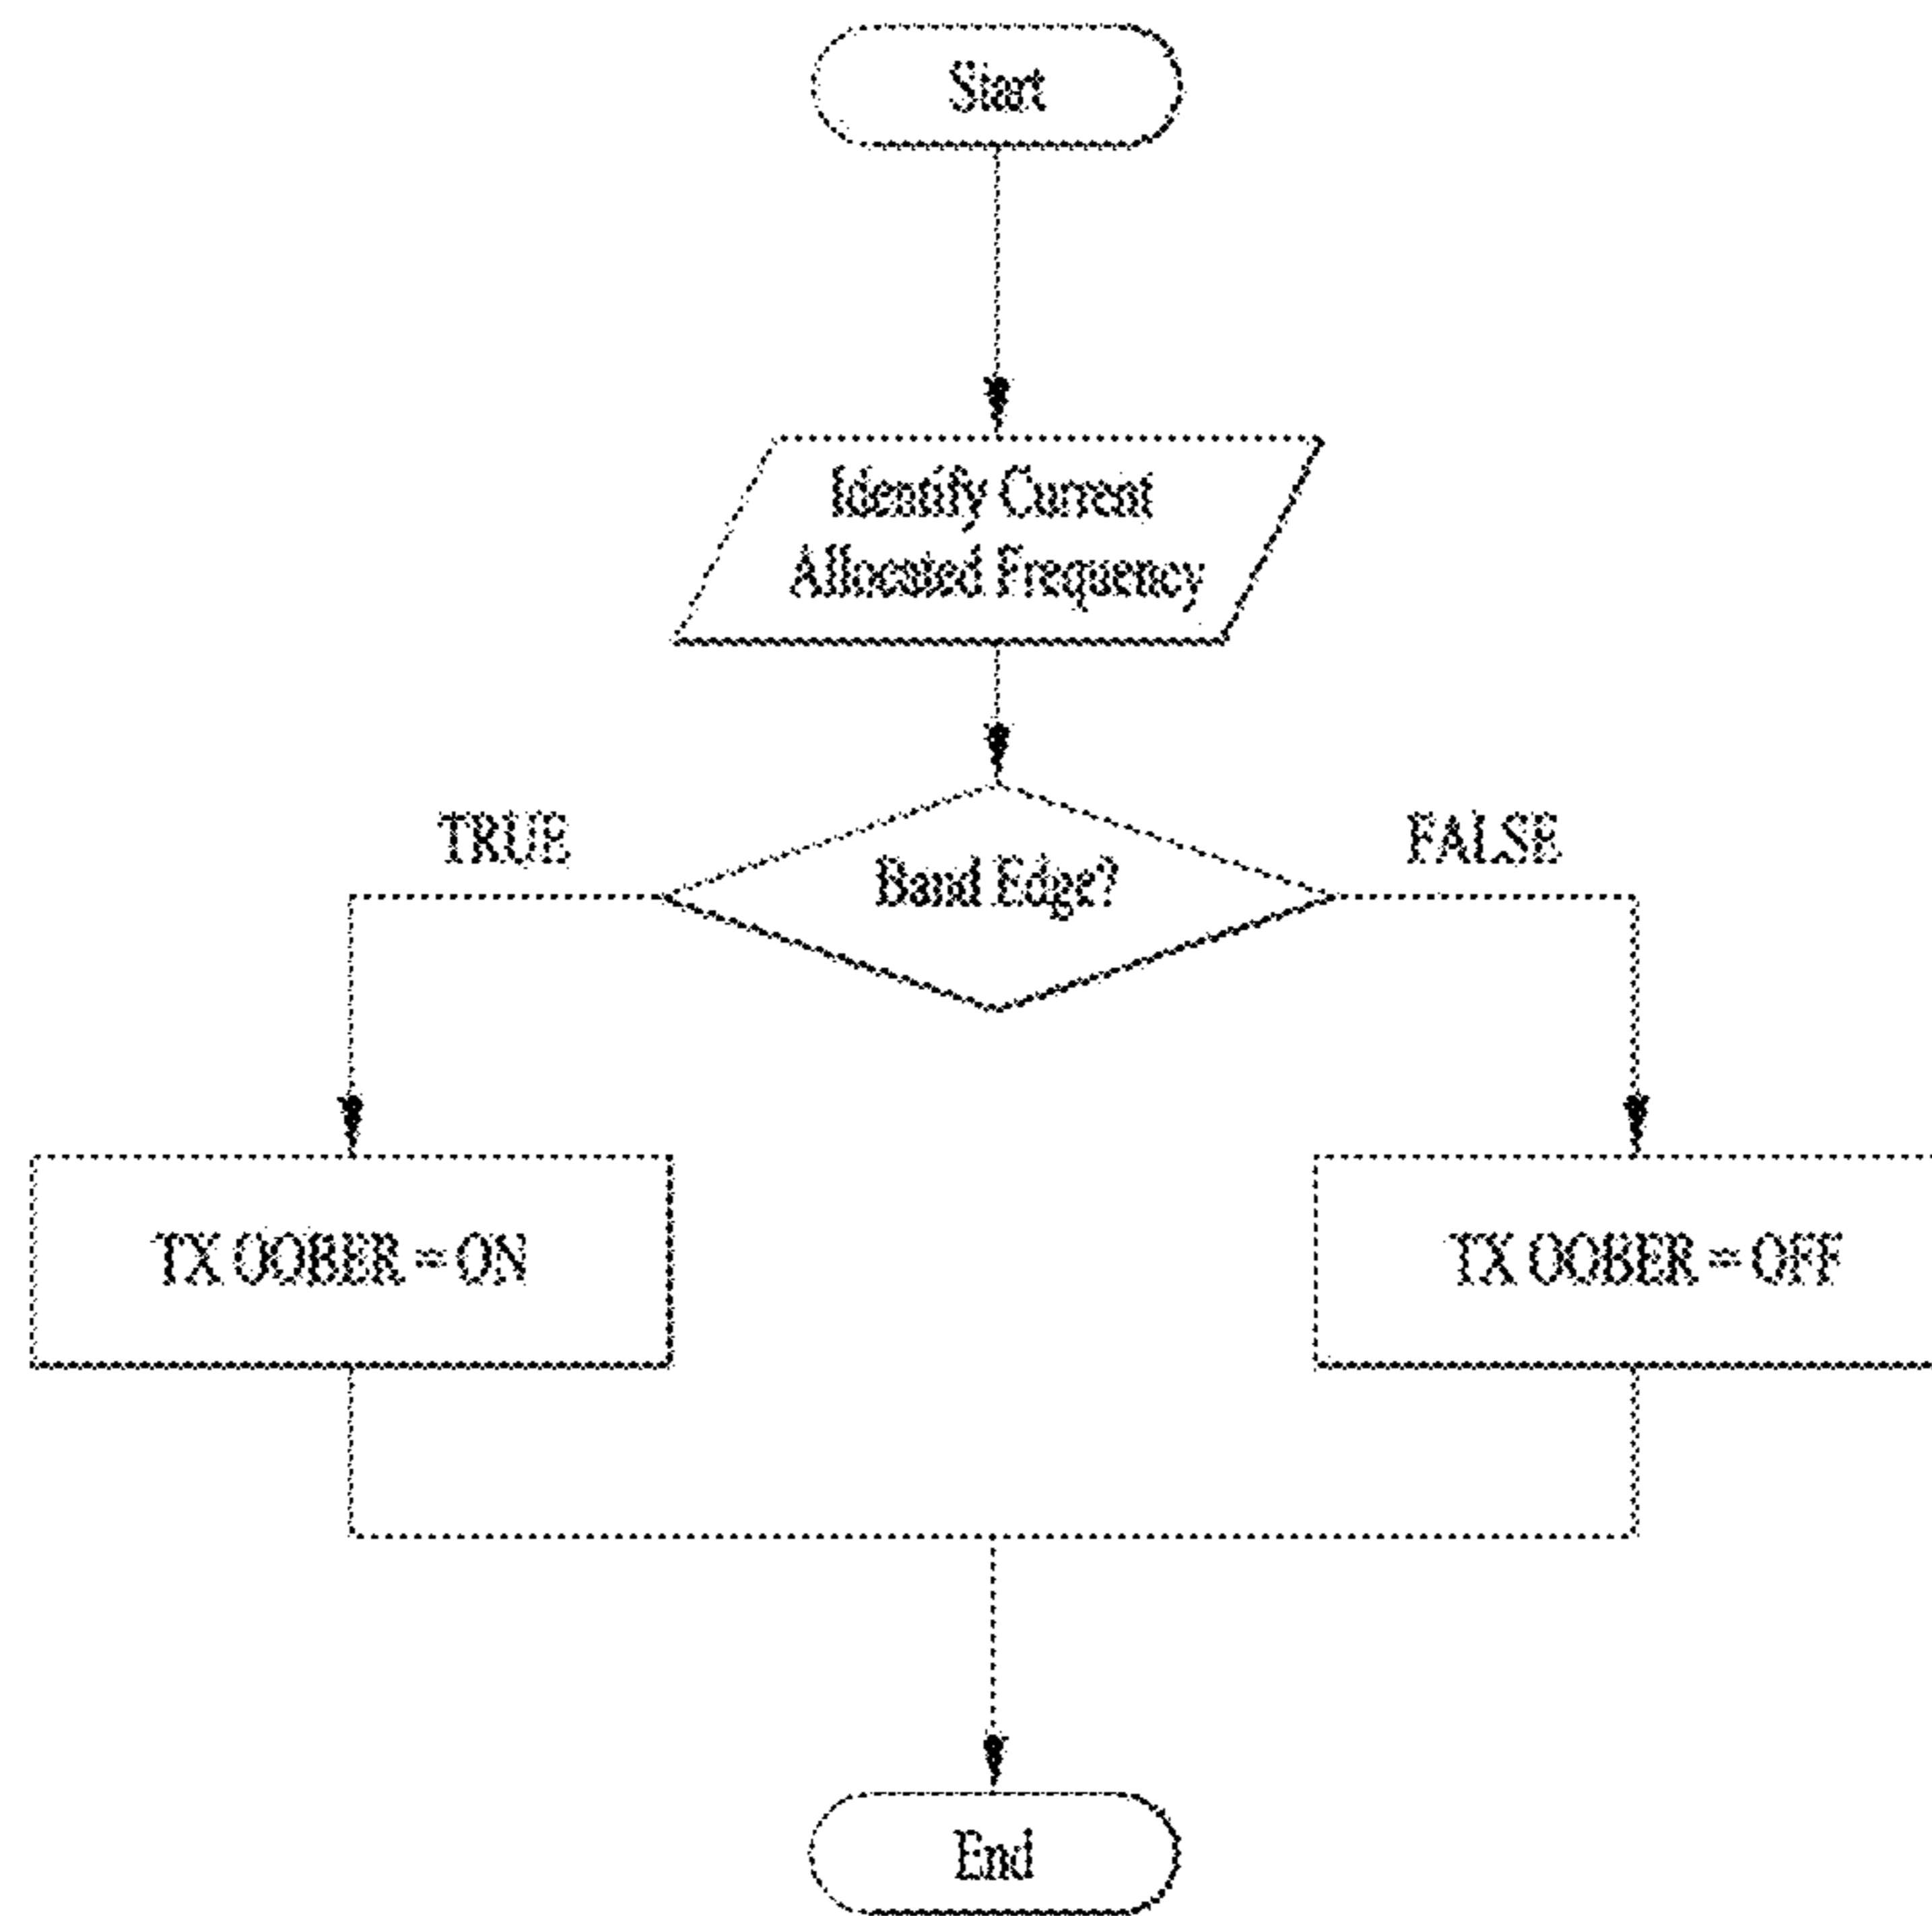 Start
Identify Current
Allocated Frequency
TRUE
Band Edge?
FALSE
TX OOBER = ON
TX OOBER = OFF
End